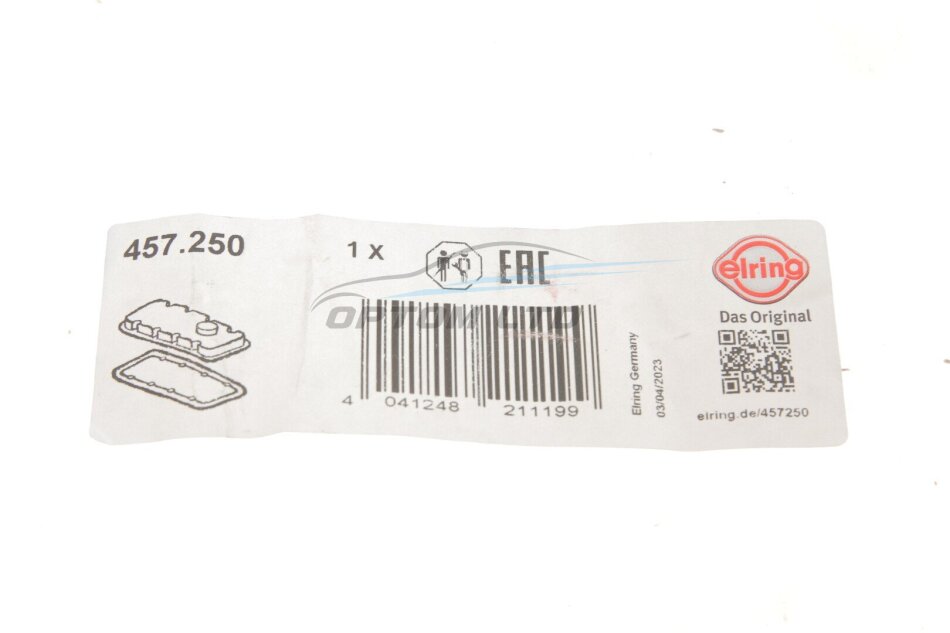 457.250
1 x
EAC
elring
Das Original
OPTOM LTD
4 041248 211199
Elring Germany
03/04/2023
elring.de/457250